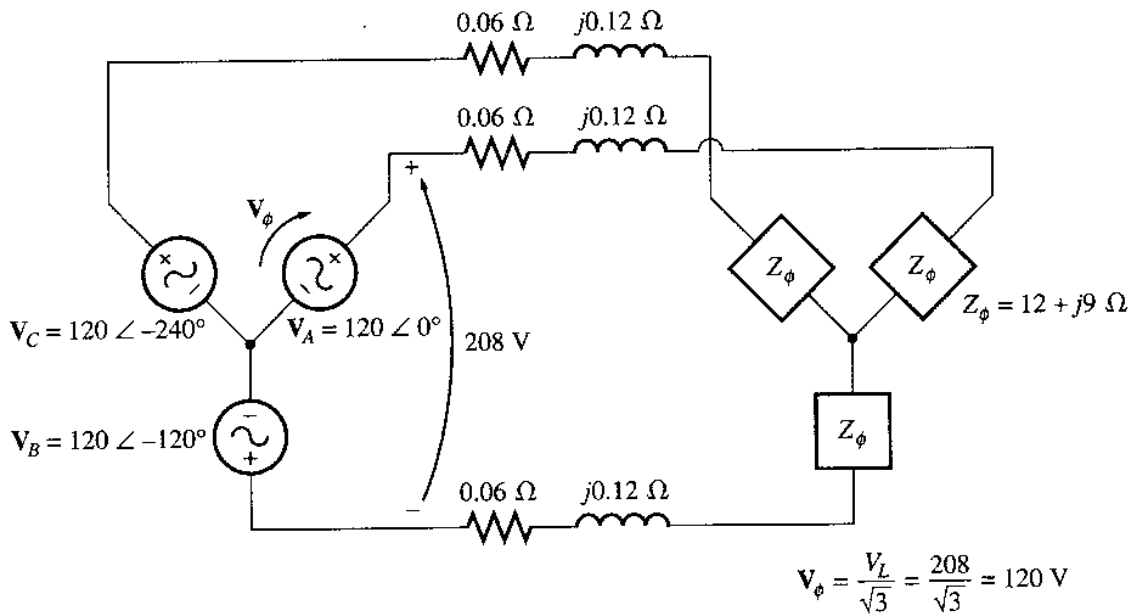 0.06 Ω j0.12 Ω
0.06 Ω j0.12 Ω
+
V_ϕ
+
−
+
−
Z_ϕ
Z_ϕ
Z_ϕ = 12 + j9 Ω
V_C = 120 ∠ −240°
V_A = 120 ∠ 0°
208 V
V_B = 120 ∠ −120°
−
+
Z_ϕ
−
0.06 Ω j0.12 Ω
V_ϕ = V_L/√3 = 208/√3 = 120 V